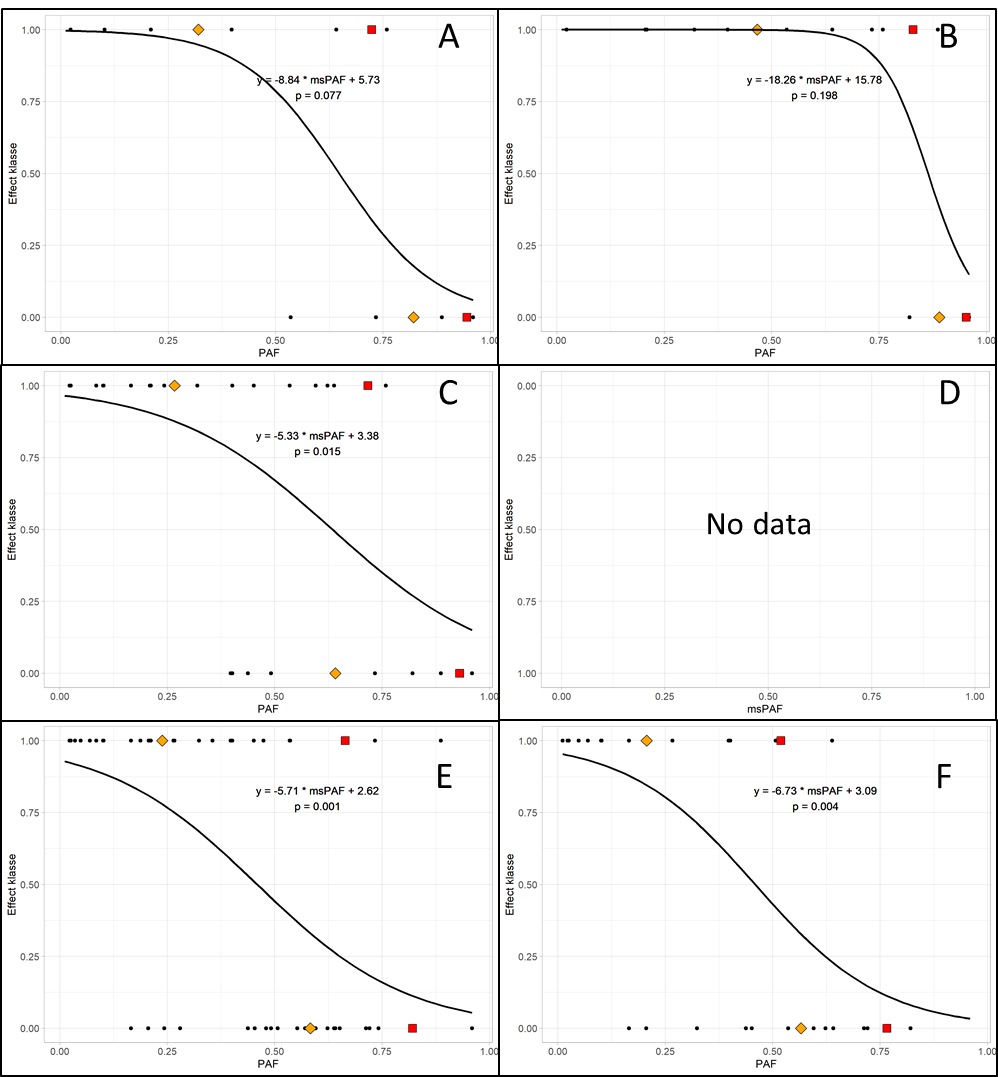 A
1.00
0.75
0.50
0.25
0.00
Effect klasse
y = -8.84 * msPAF + 5.73
p = 0.077
0.00 0.25 0.50 0.75 1.00
PAF
B
1.00
0.75
0.50
0.25
0.00
Effect klasse
y = -18.26 * msPAF + 15.78
p = 0.198
0.00 0.25 0.50 0.75 1.00
PAF
C
1.00
0.75
0.50
0.25
0.00
Effect klasse
y = -5.33 * msPAF + 3.38
p = 0.015
0.00 0.25 0.50 0.75 1.00
PAF
D
0.00
0.25
0.50
0.75
1.00
Effect klasse
No data
0.00 0.25 0.50 0.75 1.00
msPAF
E
1.00
0.75
0.50
0.25
0.00
Effect klasse
y = -5.71 * msPAF + 2.62
p = 0.001
0.00 0.25 0.50 0.75 1.00
PAF
F
1.00
0.75
0.50
0.25
0.00
Effect klasse
y = -6.73 * msPAF + 3.09
p = 0.004
0.00 0.25 0.50 0.75 1.00
PAF